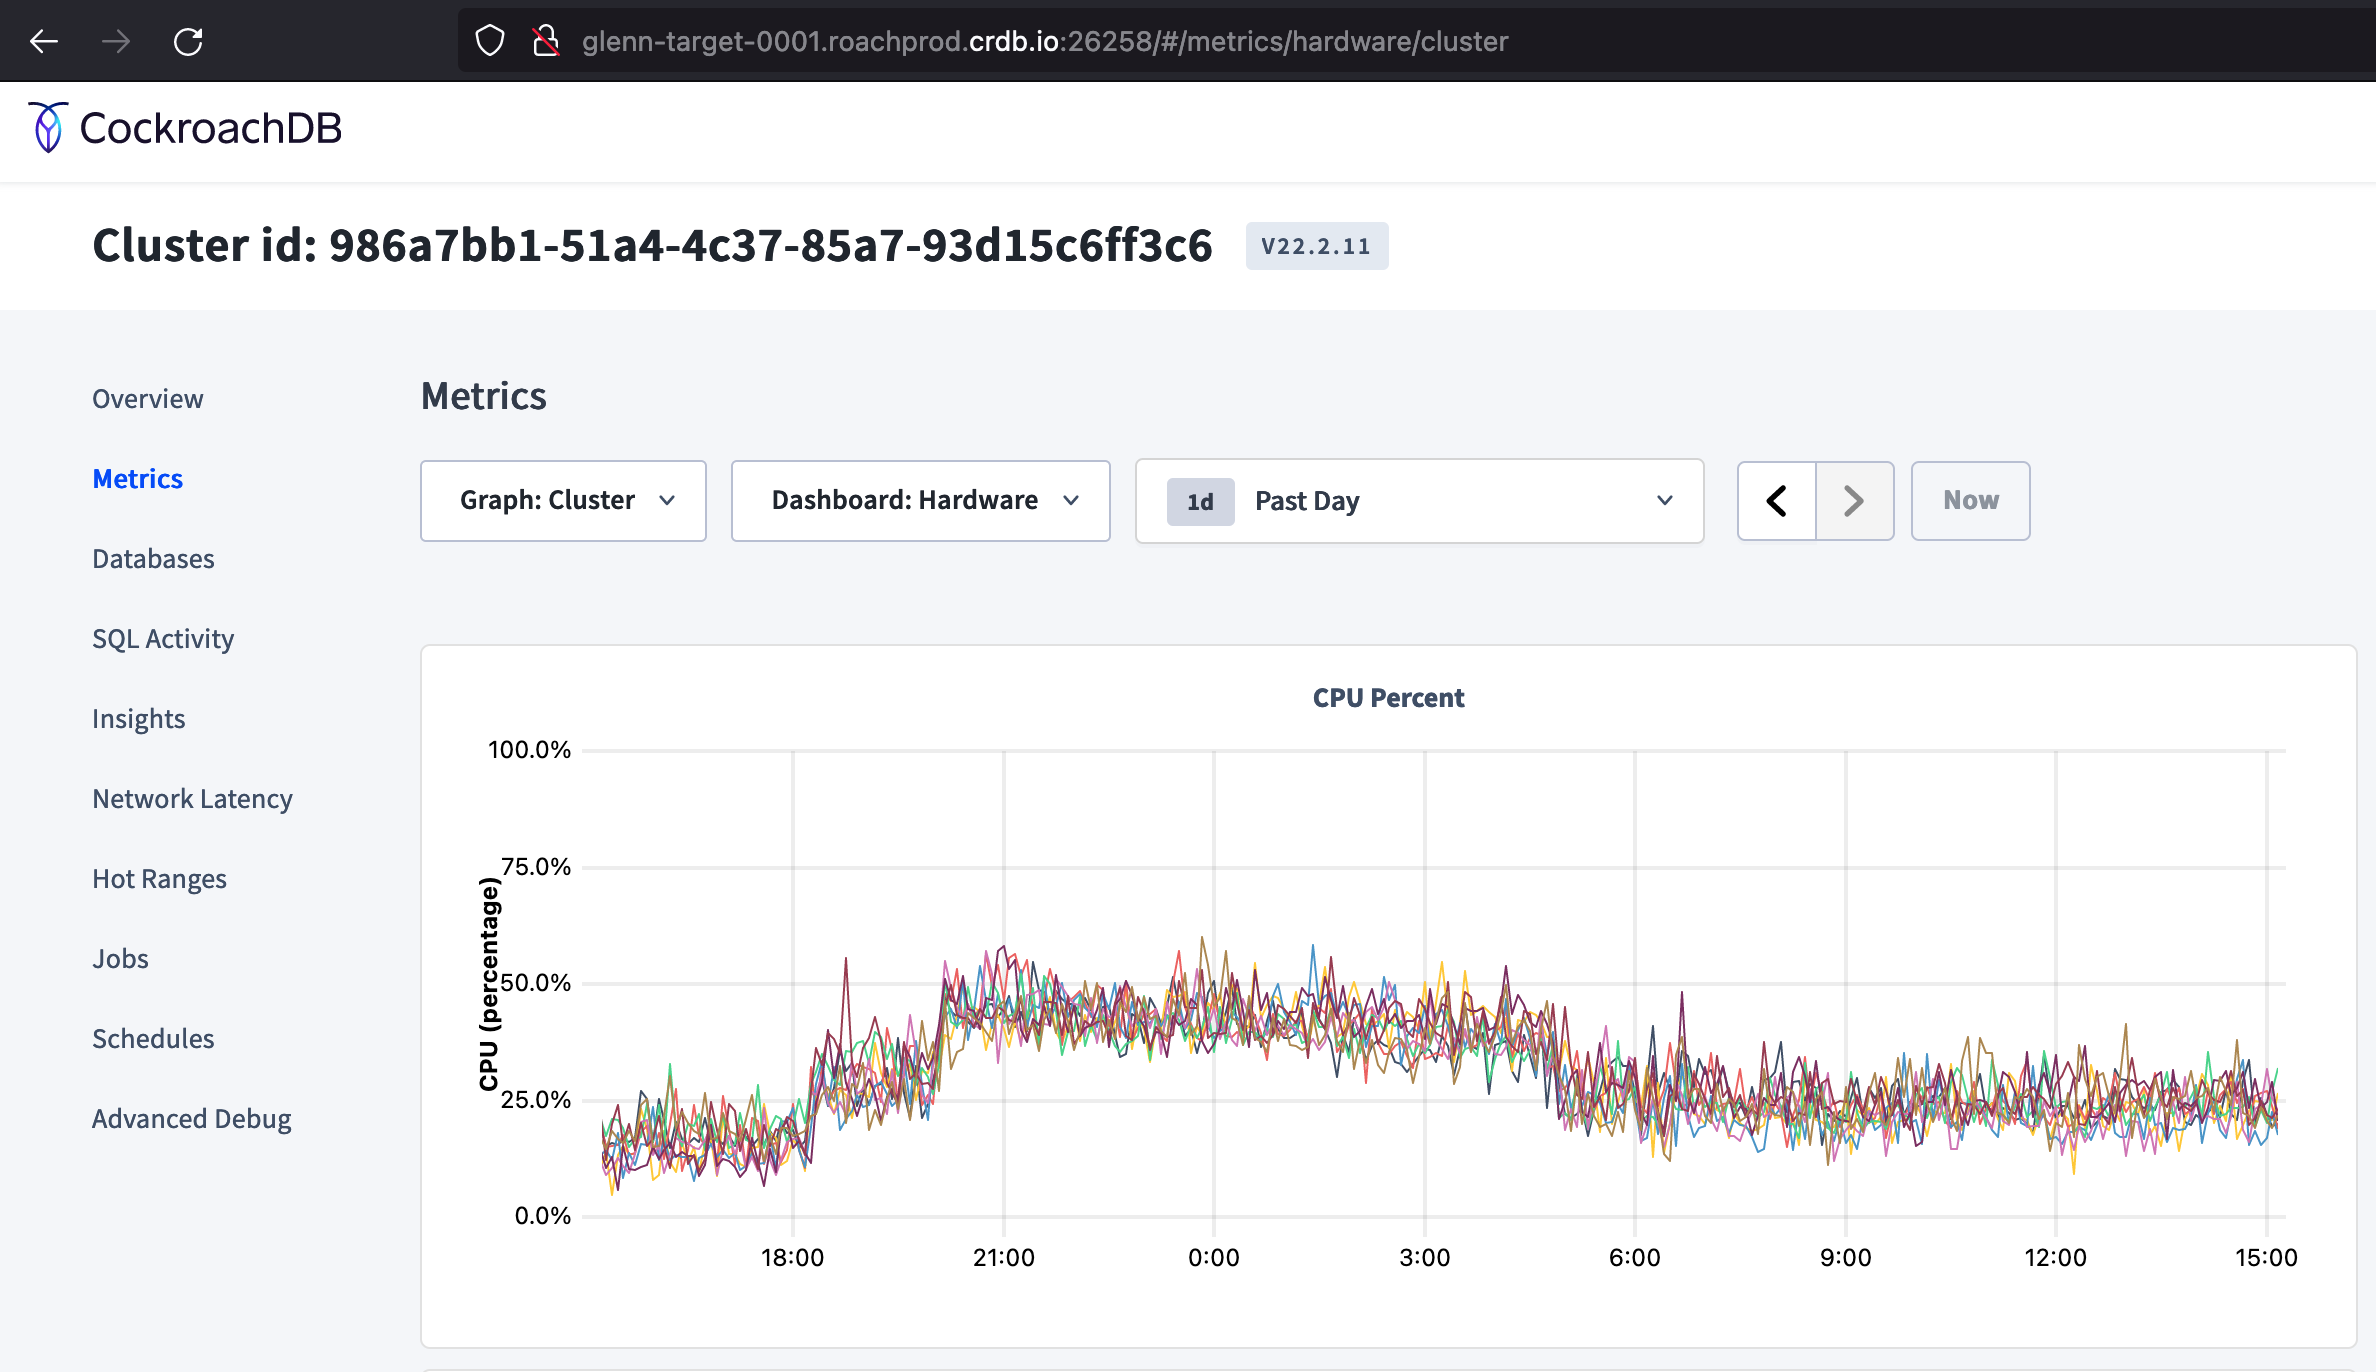 glenn-target-0001.roachprod.crdb.io:26258/#/metrics/hardware/cluster
CockroachDB
Cluster id: 986a7bb1-51a4-4c37-85a7-93d15c6ff3c6 V22.2.11
Overview
Metrics
Databases
SQL Activity
Insights
Network Latency
Hot Ranges
Jobs
Schedules
Advanced Debug
Metrics
Graph: Cluster Dashboard: Hardware 1d Past Day Now
CPU Percent
CPU (percentage)
100.0%
75.0%
50.0%
25.0%
0.0%
18:00 21:00 0:00 3:00 6:00 9:00 12:00 15:00